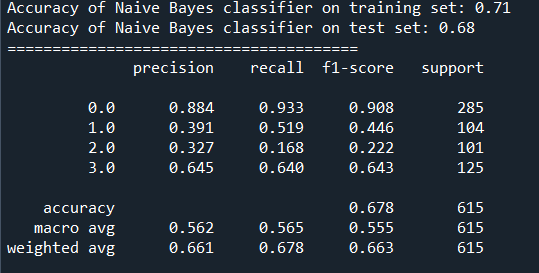 Accuracy of Naive Bayes classifier on training set: 0.71
Accuracy of Naive Bayes classifier on test set: 0.68
=======================================
precision recall f1-score support
0.0 0.884 0.933 0.908 285
1.0 0.391 0.519 0.446 104
2.0 0.327 0.168 0.222 101
3.0 0.645 0.640 0.643 125
accuracy 0.678 615
macro avg 0.562 0.565 0.555 615
weighted avg 0.661 0.678 0.663 615